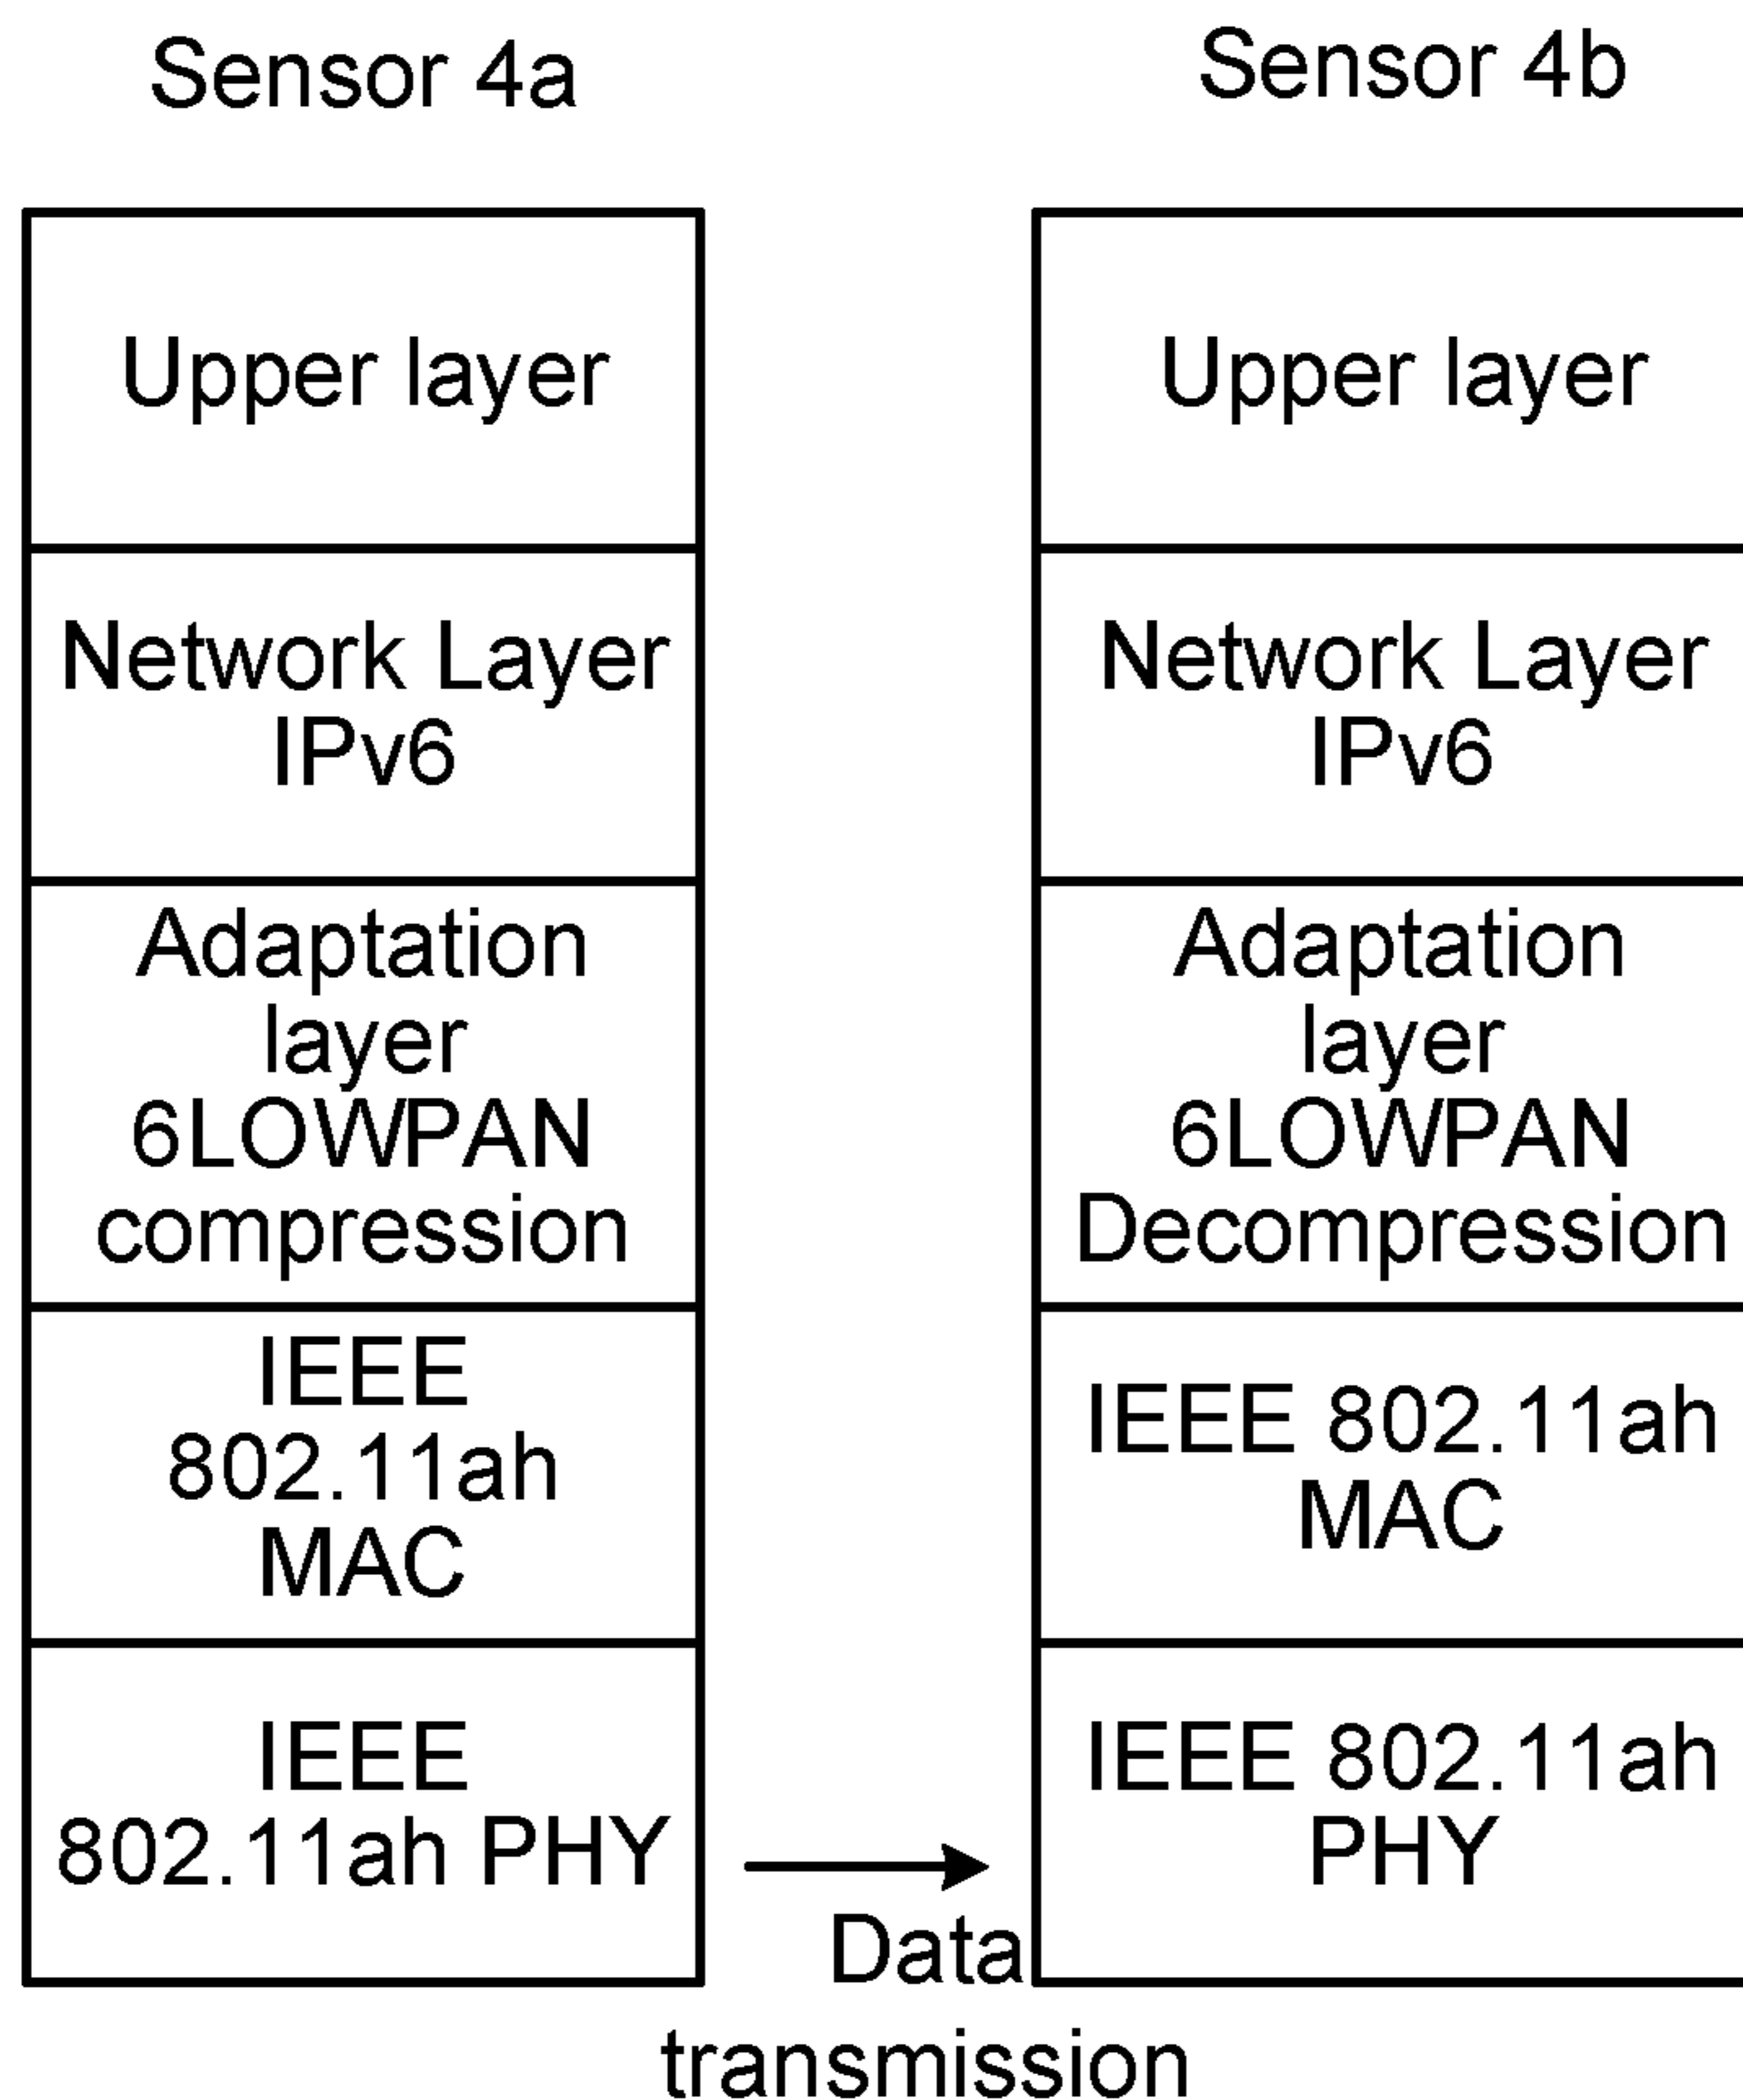 Sensor 4a
Upper layer
Network Layer
IPv6
Adaptation
layer
6LOWPAN
compression
IEEE
802.11ah
MAC
IEEE
802.11ah PHY
Sensor 4b
Upper layer
Network Layer
IPv6
Adaptation
layer
6LOWPAN
Decompression
IEEE 802.11ah
MAC
IEEE 802.11ah
PHY
Data
transmission